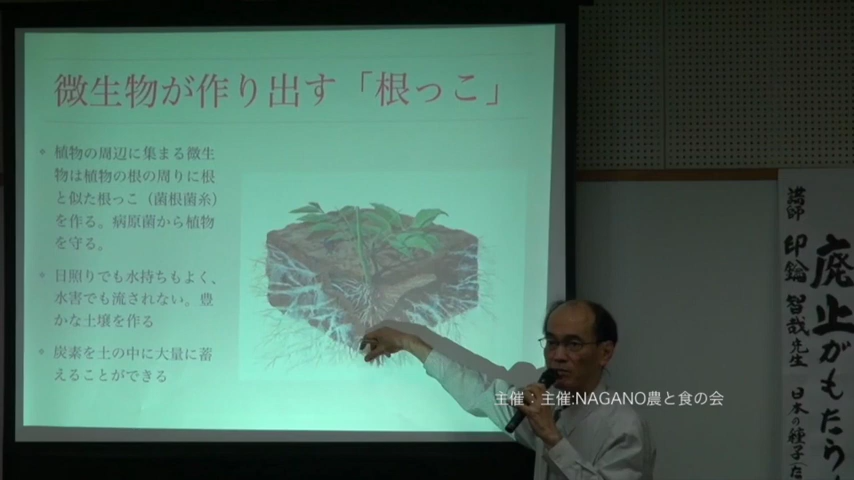 微生物が作り出す「根っこ」
植物の周辺に集まる微生
物は植物の根の周りに根
と似た根っこ（菌根菌糸）
を作る。病原菌から植物
を守る。
日照りでも水持ちもよく、
水害でも流されない。豊
かな土壌を作る
炭素を土の中に大量に蓄
えることができる
主催：主催:NAGANO農と食の会
廃止がもたら
講師 印鑰 智哉 先生 日本の種子(た